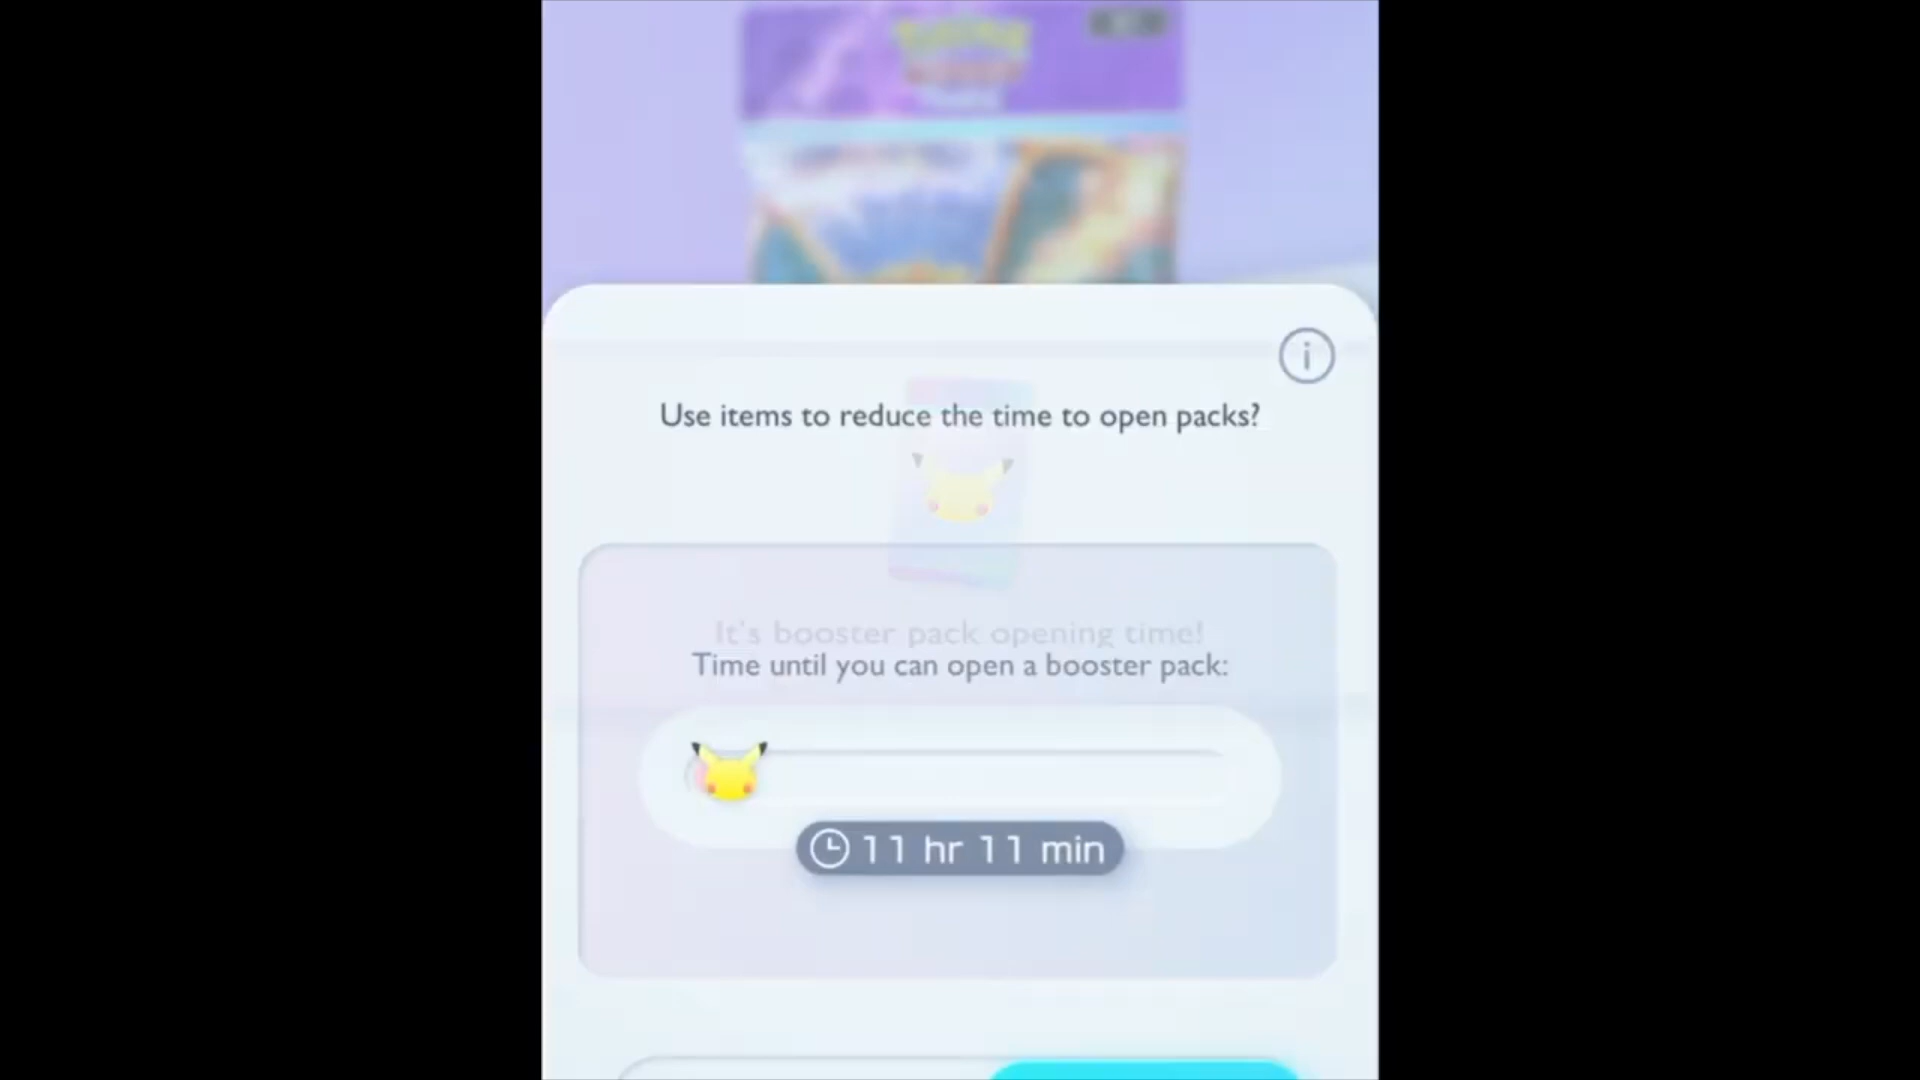 Use items to reduce the time to open packs?
It's booster pack opening time!
Time until you can open a booster pack:
11 hr 11 min